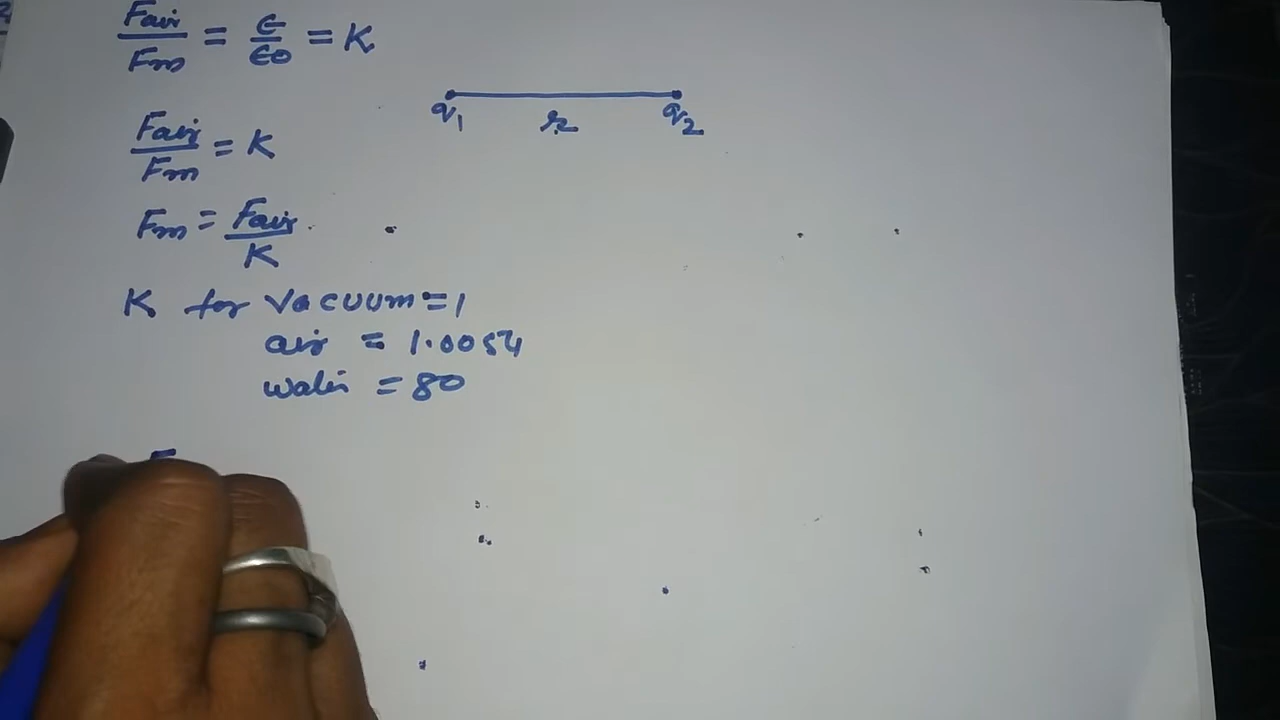 Fair/Fm = ϵ/ϵ0 = K
q1 r q2
Fair/Fm = K
Fm = Fair/K
K for Vacuum = 1
air = 1.0054
water = 80
F